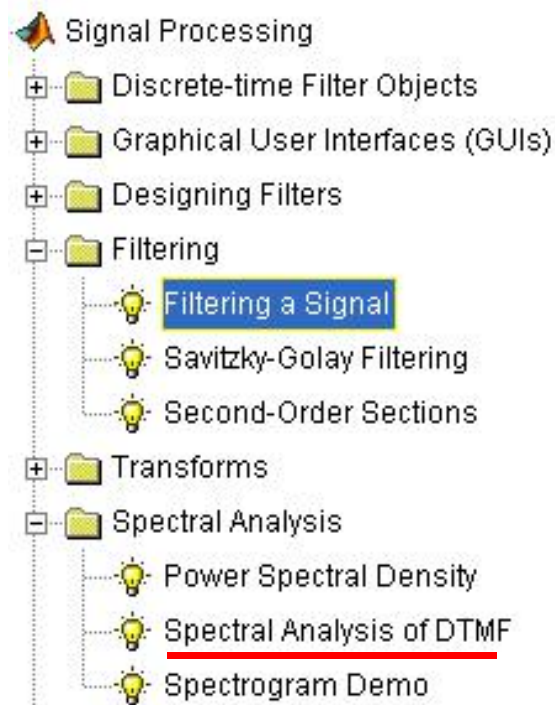 Signal Processing
Discrete-time Filter Objects
Graphical User Interfaces (GUIs)
Designing Filters
Filtering
Filtering a Signal
Savitzky-Golay Filtering
Second-Order Sections
Transforms
Spectral Analysis
Power Spectral Density
Spectral Analysis of DTMF
Spectrogram Demo